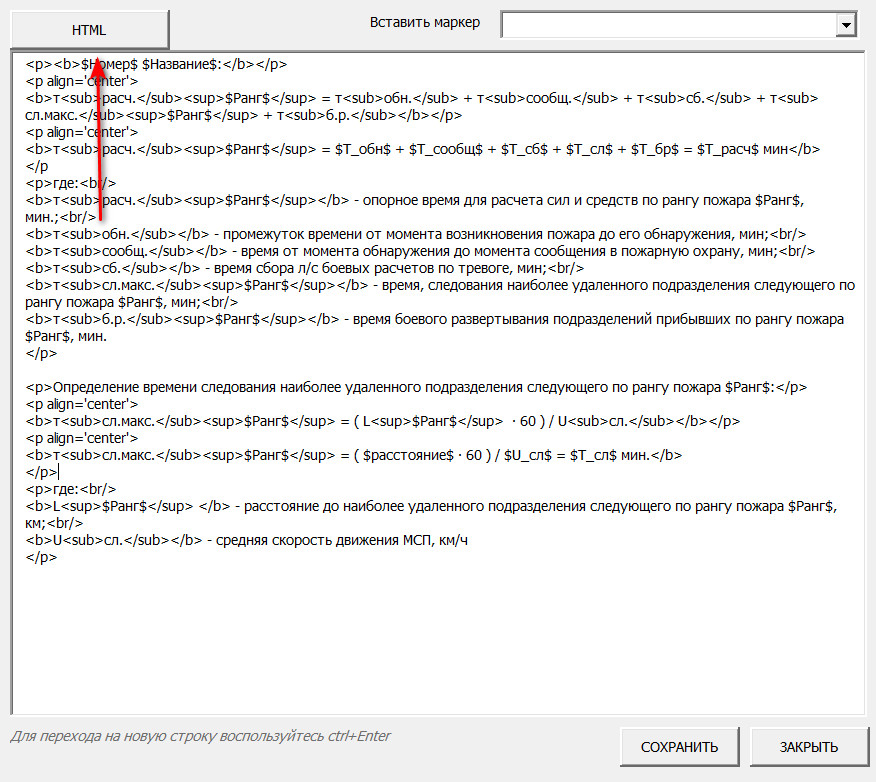 HTML
Вставить маркер
<p><b>$Номер$ $Название$:</b></p>
<p align='center'>
<b>τ<sub>расч.</sub><sup>$Ранг$</sup> = τ<sub>обн.</sub> + τ<sub>сообщ.</sub> + τ<sub>сб.</sub> + τ<sub>
сл.макс.</sub><sup>$Ранг$</sup> + τ<sub>б.р.</sub></b></p>
<p align='center'>
<b>τ<sub>расч.</sub><sup>$Ранг$</sup> = $Т_обн$ + $Т_сообщ$ + $Т_сб$ + $Т_сл$ + $Т_бр$ = $Т_расч$ мин</b>
</p
<p>где:<br/>
<b>τ<sub>расч.</sub><sup>$Ранг$</sup></b> - опорное время для расчета сил и средств по рангу пожара $Ранг$,
мин.;<br/>
<b>τ<sub>обн.</sub></b> - промежуток времени от момента возникновения пожара до его обнаружения, мин;<br/>
<b>τ<sub>сообщ.</sub></b> - время от момента обнаружения до момента сообщения в пожарную охрану, мин;<br/>
<b>τ<sub>сб.</sub></b> - время сбора л/с боевых расчетов по тревоге, мин;<br/>
<b>τ<sub>сл.макс.<sub><sup>$Ранг$</sup></b> - время, следования наиболее удаленного подразделения следующего по
рангу пожара $Ранг$, мин;<br/>
<b>τ<sub>б.р.</sub><sup>$Ранг$</sup></b> - время боевого развертывания подразделений прибывших по рангу пожара
$Ранг$, мин.
</p>
<p>Определение времени следования наиболее удаленного подразделения следующего по рангу пожара $Ранг$:</p>
<p align='center'>
<b>τ<sub>сл.макс.</sub><sup>$Ранг$</sup> = ( L<sup>$Ранг$</sup> · 60 ) / U<sub>сл.</sub></b></p>
<p align='center'>
<b>τ<sub>сл.макс.</sub><sup>$Ранг$</sup> = ( $расстояние$ · 60 ) / $U_сл$ = $Т_сл$ мин.</b>
</p>
<p>где:<br/>
<b>L<sup>$Ранг$</sup> </b> - расстояние до наиболее удаленного подразделения следующего по рангу пожара $Ранг$,
км;<br/>
<b>U<sub>сл.</sub></b> - средняя скорость движения МСП, км/ч
</p>
Для перехода на новую строку воспользуйтесь ctrl+Enter
СОХРАНИТЬ
ЗАКРЫТЬ